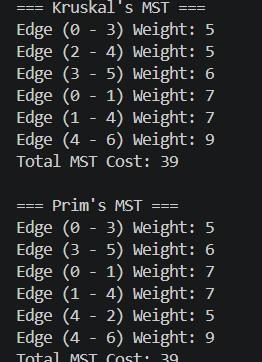 === Kruskal's MST ===
Edge (0 - 3) Weight: 5
Edge (2 - 4) Weight: 5
Edge (3 - 5) Weight: 6
Edge (0 - 1) Weight: 7
Edge (1 - 4) Weight: 7
Edge (4 - 6) Weight: 9
Total MST Cost: 39

=== Prim's MST ===
Edge (0 - 3) Weight: 5
Edge (3 - 5) Weight: 6
Edge (0 - 1) Weight: 7
Edge (1 - 4) Weight: 7
Edge (4 - 2) Weight: 5
Edge (4 - 6) Weight: 9
Total MST Cost: 39